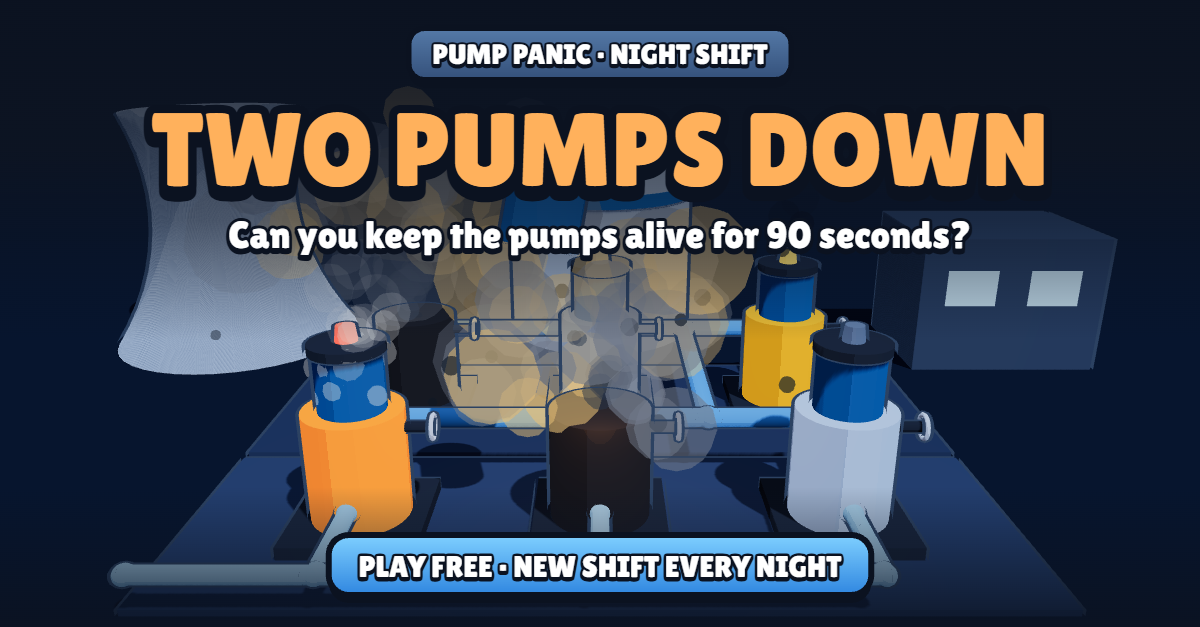 PUMP PANIC · NIGHT SHIFT
TWO PUMPS DOWN
Can you keep the pumps alive for 90 seconds?
PLAY FREE · NEW SHIFT EVERY NIGHT